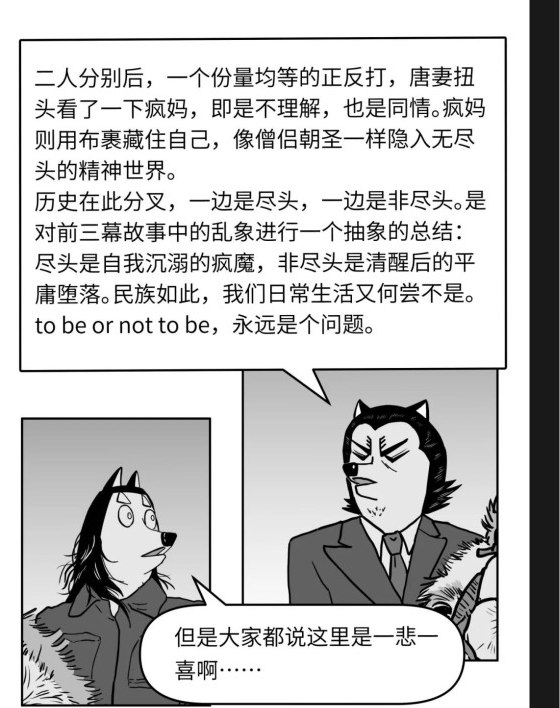 二人分别后，一个份量均等的正反打，唐妻扭
头看了一下疯妈，即是不理解，也是同情。疯妈
则用布裹藏住自己，像僧侣朝圣一样隐入无尽
头的精神世界。
历史在此分叉，一边是尽头，一边是非尽头。是
对前三幕故事中的乱象进行一个抽象的总结：
尽头是自我沉溺的疯魔，非尽头是清醒后的平
庸堕落。民族如此，我们日常生活又何尝不是。
to be or not to be，永远是个问题。
但是大家都说这里是一悲一
喜啊……